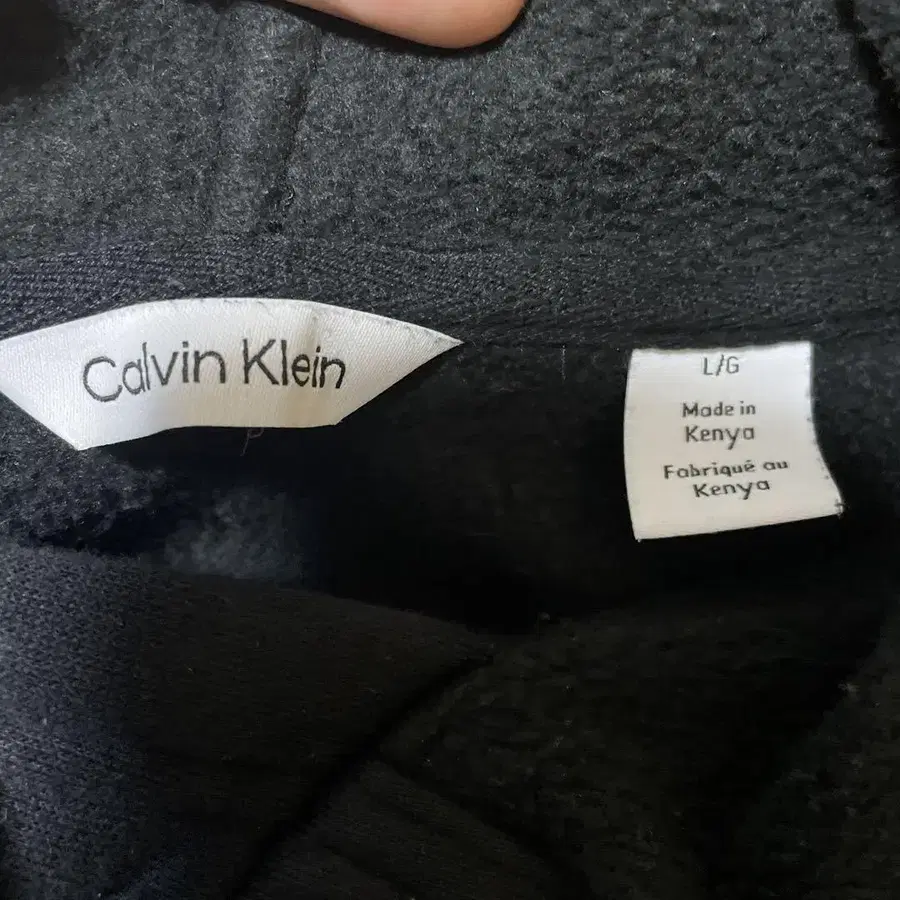 Calvin Klein
L/G
Made in
Kenya
Fabriqué au
Kenya